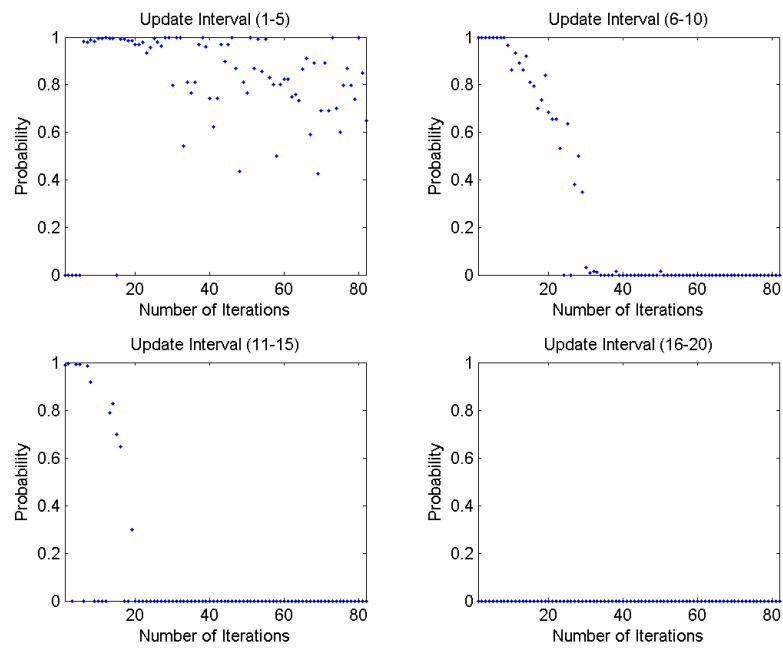 Update Interval (1-5)
1
0.8
0.6
0.4
0.2
0
Probability
20 40 60 80
Number of Iterations
Update Interval (6-10)
1
0.8
0.6
0.4
0.2
0
Probability
20 40 60 80
Number of Iterations
Update Interval (11-15)
1
0.8
0.6
0.4
0.2
0
Probability
20 40 60 80
Number of Iterations
Update Interval (16-20)
1
0.8
0.6
0.4
0.2
0
Probability
20 40 60 80
Number of Iterations